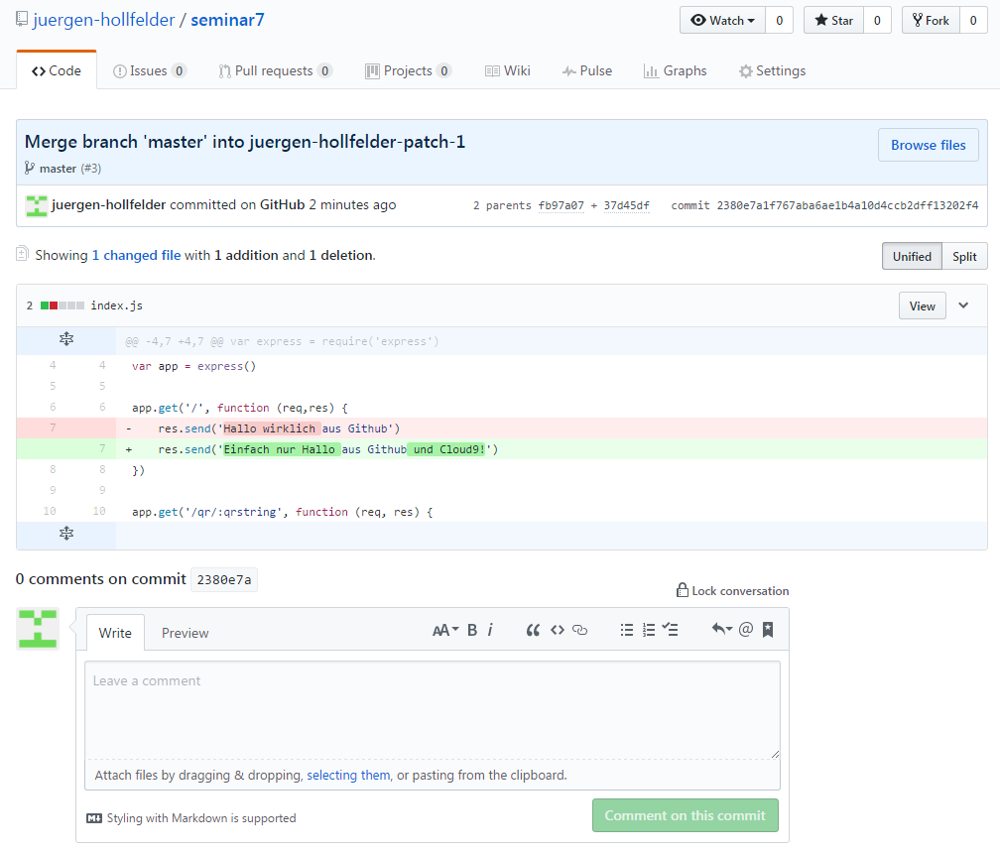 juergen-hollfelder / seminar7 Watch 0 Star 0 Fork 0
Code Issues 0 Pull requests 0 Projects 0 Wiki Pulse Graphs Settings
Merge branch 'master' into juergen-hollfelder-patch-1 Browse files
master (#3)
juergen-hollfelder committed on GitHub 2 minutes ago 2 parents fb97a07 + 37d45df commit 2380e7a1f767aba6ae1b4a10d4ccb2dff13202f4
Showing 1 changed file with 1 addition and 1 deletion. Unified Split
2 index.js View
@@ -4,7 +4,7 @@ var express = require('express')
4 4 var app = express()
5 5
6 6 app.get('/', function (req,res) {
7 - res.send('Hallo wirklich aus Github')
7 + res.send('Einfach nur Hallo aus Github und Cloud9!')
8 8 })
9 9
10 10 app.get('/qr/:qrstring', function (req, res) {
0 comments on commit 2380e7a
Lock conversation
Write Preview AA B i
Leave a comment
Attach files by dragging & dropping, selecting them, or pasting from the clipboard.
Styling with Markdown is supported Comment on this commit